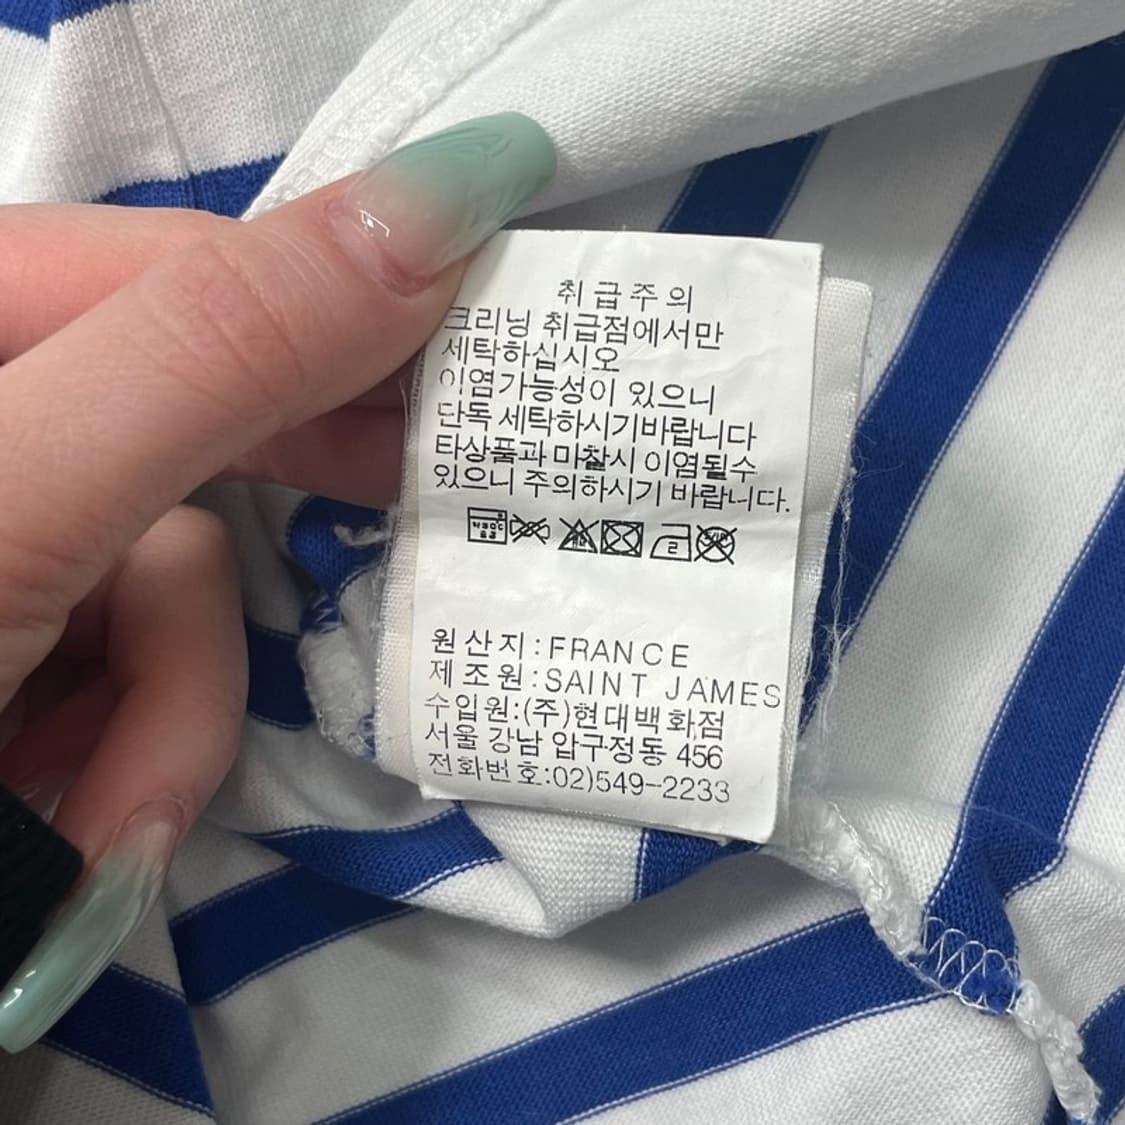 취급주의
크리닝 취급점에서만
세탁하십시오
이염가능성이 있으니
단독 세탁하시기바랍니다
타상품과 마찰시 이염될수
있으니 주의하시기 바랍니다.
2
원산지:FRANCE
제조원:SAINT JAMES
수입원:(주)현대백화점
서울 강남 압구정동 456
전화번호:02)549-2233